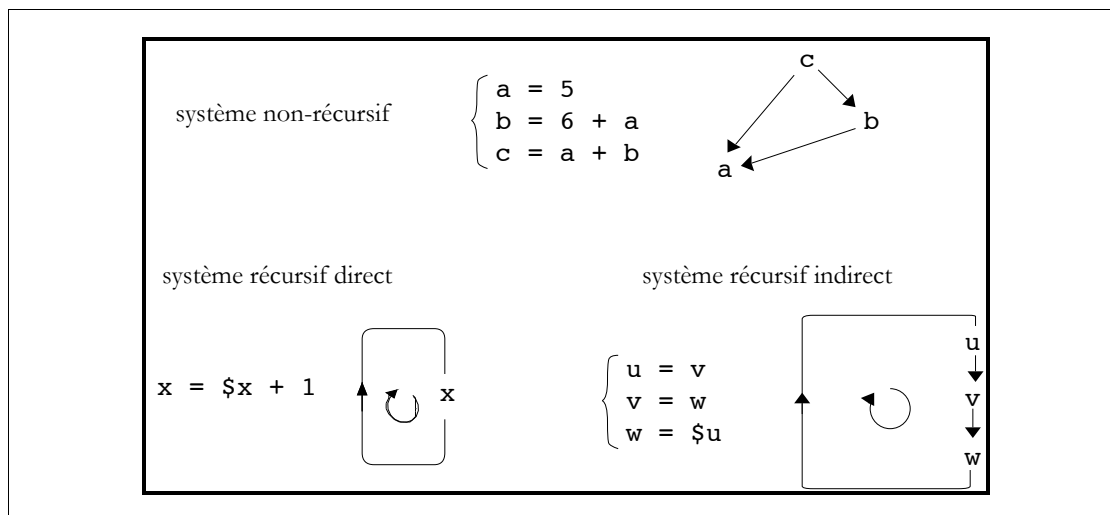 c
système non-récursif
a = 5
b = 6 + a
c = a + b
b
a
système récursif direct
système récursif indirect
x = $x + 1
x
u = v
v = w
w = $u
u
v
w